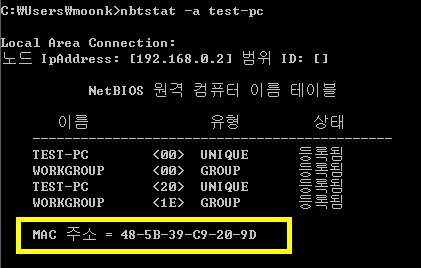 C:₩Users₩moonk>nbtstat -a test-pc
Local Area Connection:
노드 IpAddress: [192.168.0.2] 범위 ID: []
NetBIOS 원격 컴퓨터 이름 테이블
이름 유형 상태
---------------------------------------------
TEST-PC <00> UNIQUE 등록됨
WORKGROUP <00> GROUP 등록됨
TEST-PC <20> UNIQUE 등록됨
WORKGROUP <1E> GROUP 등록됨
MAC 주소 = 48-5B-39-C9-20-9D